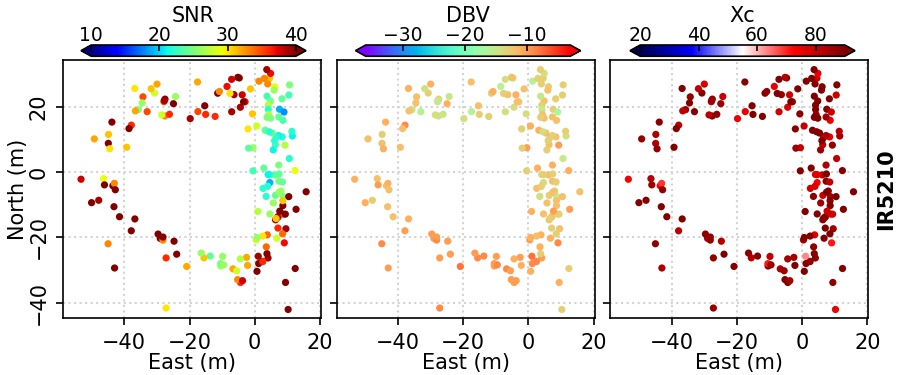 SNR DBV Xc
10 20 30 40 −30 −20 −10 20 40 60 80
20
0
−20
−40
North (m)
IR5210
−40 −20 0 20 −40 −20 0 20 −40 −20 0 20
East (m) East (m) East (m)